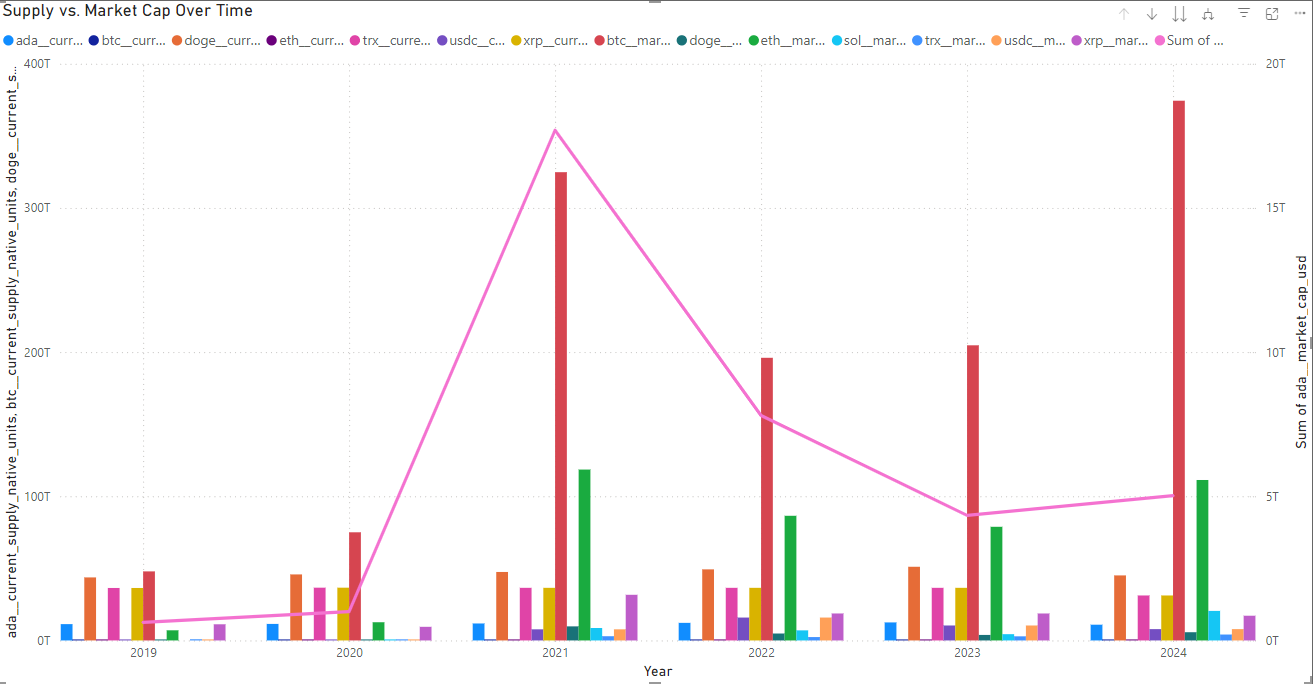 Supply vs. Market Cap Over Time
ada__curr... btc__curr... doge__curr... eth__curr... trx__curre... usdc__c... xrp__curr... btc__mar... doge__... eth__mar... sol__mar... trx__mar... usdc__m... xrp__mar... Sum of ...
400T
300T
200T
100T
0T
ada__current_supply_native_units, btc__current_supply_native_units, doge__current_s...
20T
15T
10T
5T
0T
Sum of ada__market_cap_usd
2019 2020 2021 2022 2023 2024
Year